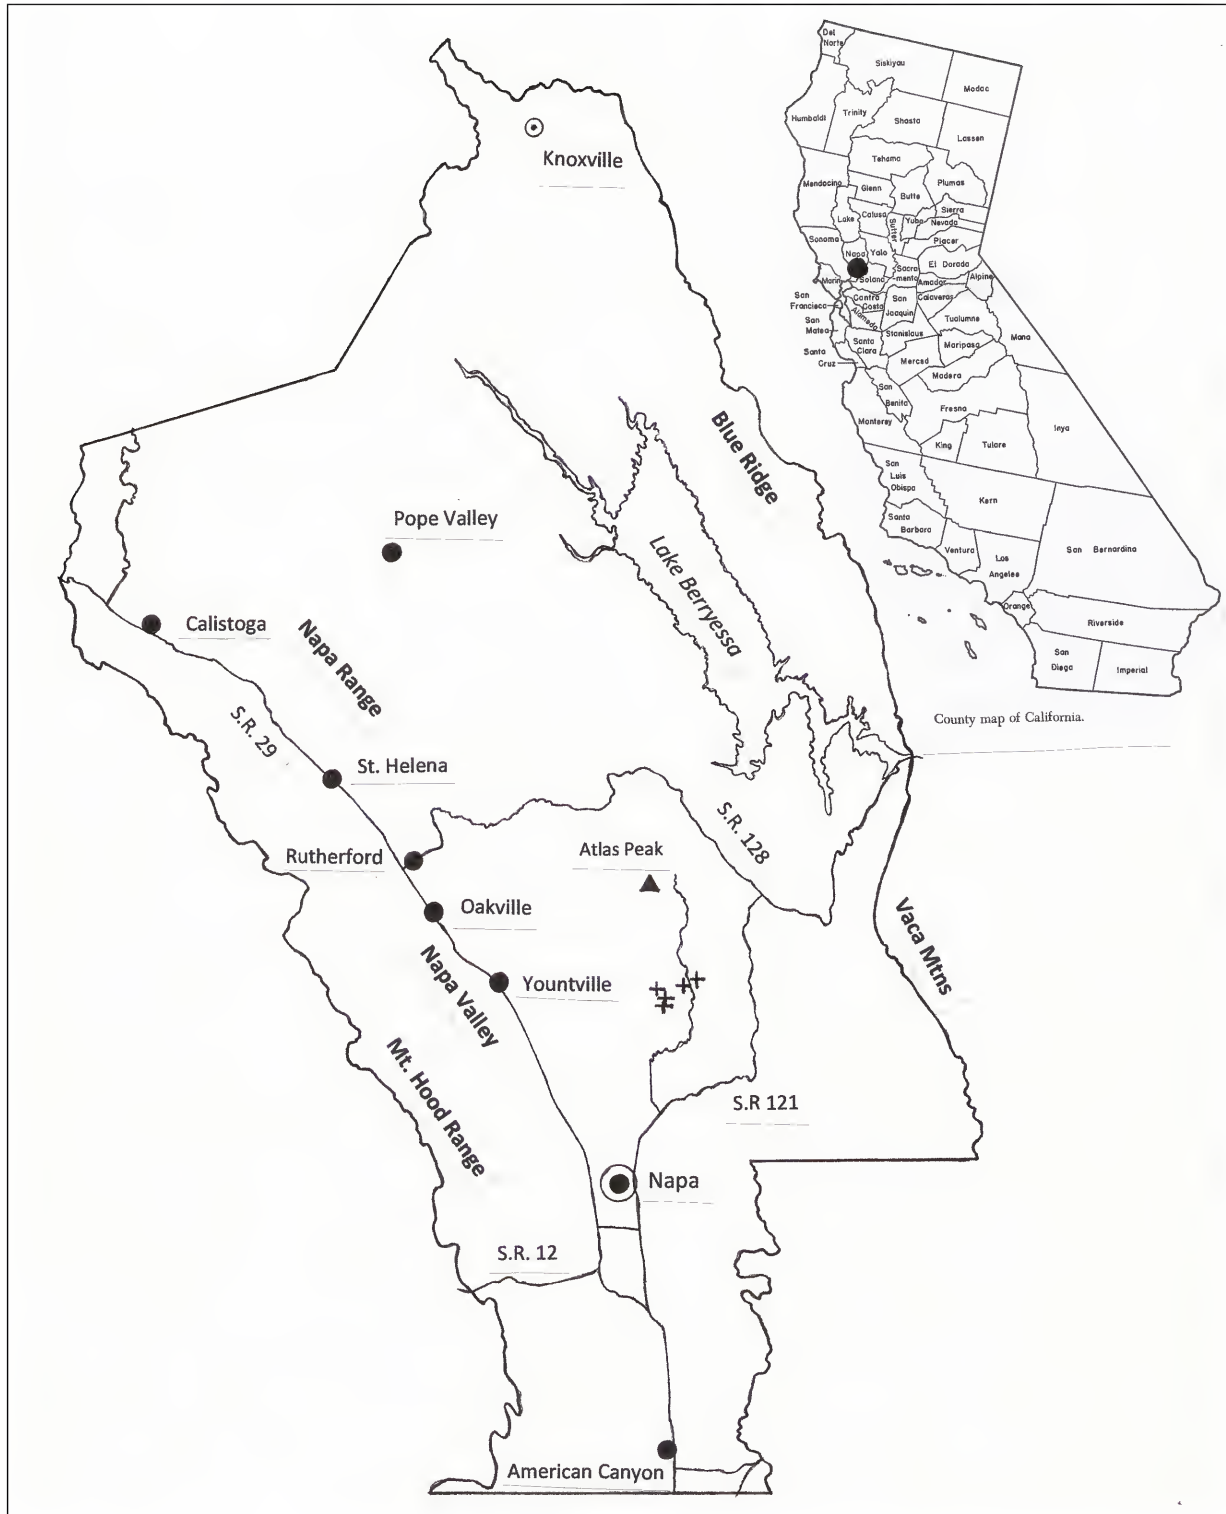 Knoxville
Blue Ridge
Pope Valley
Lake Berryessa
Calistoga
Napa Range
S.R. 29
St. Helena
S.R. 128
Rutherford
Atlas Peak
Oakville
Vaca Mtns
Napa Valley
Yountville
Mt. Hood Range
S.R 121
Napa
S.R. 12
American Canyon
Del
Norte
Siskiyou
Modoc
Humboldt
Trinity
Shasta
Lassen
Tehama
Mendocino
Glenn
Butte
Plumas
Lake
Colusa
Sutter
Yuba
Sierra
Nevada
Sonoma
Napa
Yolo
Placer
El Dorado
Marin
Solano
Sacra
mento
Amador
Alpine
San
Francisco
Contra
Costa
San
Joaquin
Calaveras
Alameda
Tuolumne
San
Mateo
Stanislaus
Mono
Santa
Clara
Mariposa
Santa
Cruz
Merced
Madera
San
Benito
Fresno
Monterey
Inyo
King
Tulare
San
Luis
Obispo
Kern
Santa
Barbara
Ventura
Los
Angeles
San Bernardino
Orange
Riverside
San
Diego
Imperial
County map of California.